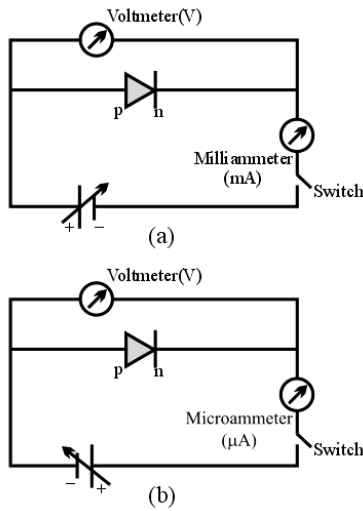 Voltmeter(V)
p n
Milliammeter
(mA)
Switch
+ −
(a)
Voltmeter(V)
p n
Microammeter
(μA)
Switch
− +
(b)